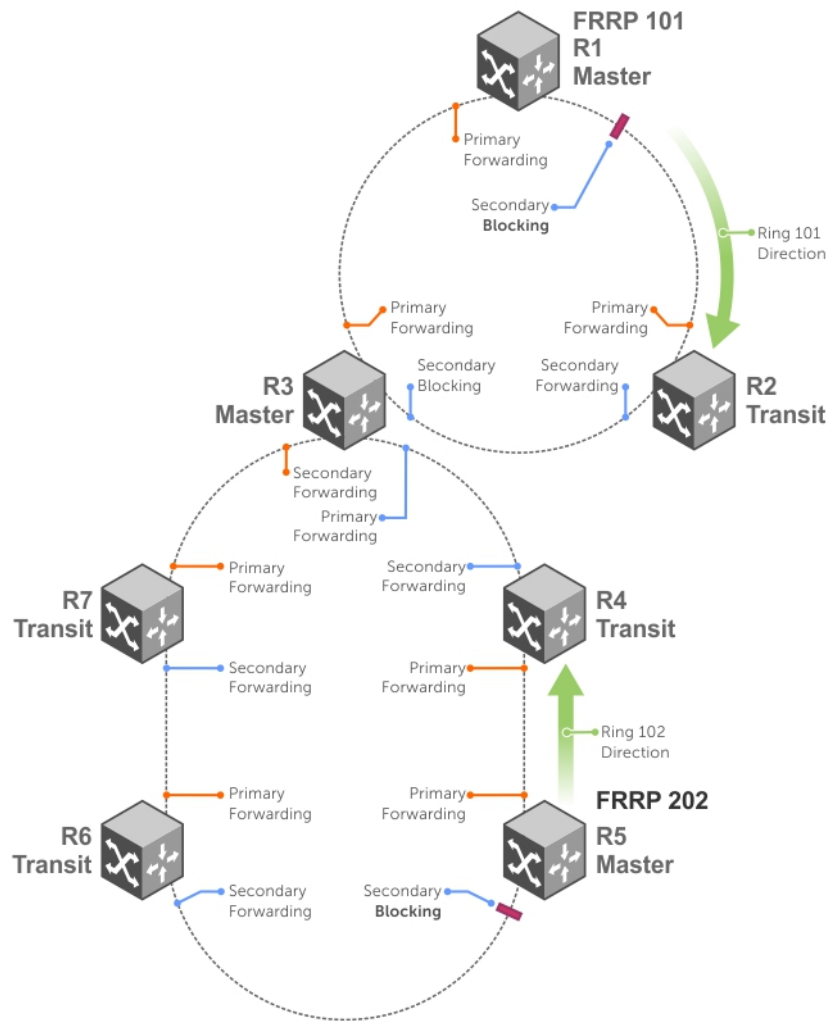 FRRP 101
R1
Master
Primary
Forwarding
Secondary
Blocking
Ring 101
Direction
Primary
Forwarding
Primary
Forwarding
Secondary
Blocking
Secondary
Forwarding
R3
Master
R2
Transit
Secondary
Forwarding
Primary
Forwarding
Primary
Forwarding
Secondary
Forwarding
R7
Transit
R4
Transit
Secondary
Forwarding
Primary
Forwarding
Ring 102
Direction
Primary
Forwarding
Primary
Forwarding
FRRP 202
R6
Transit
R5
Master
Secondary
Forwarding
Secondary
Blocking